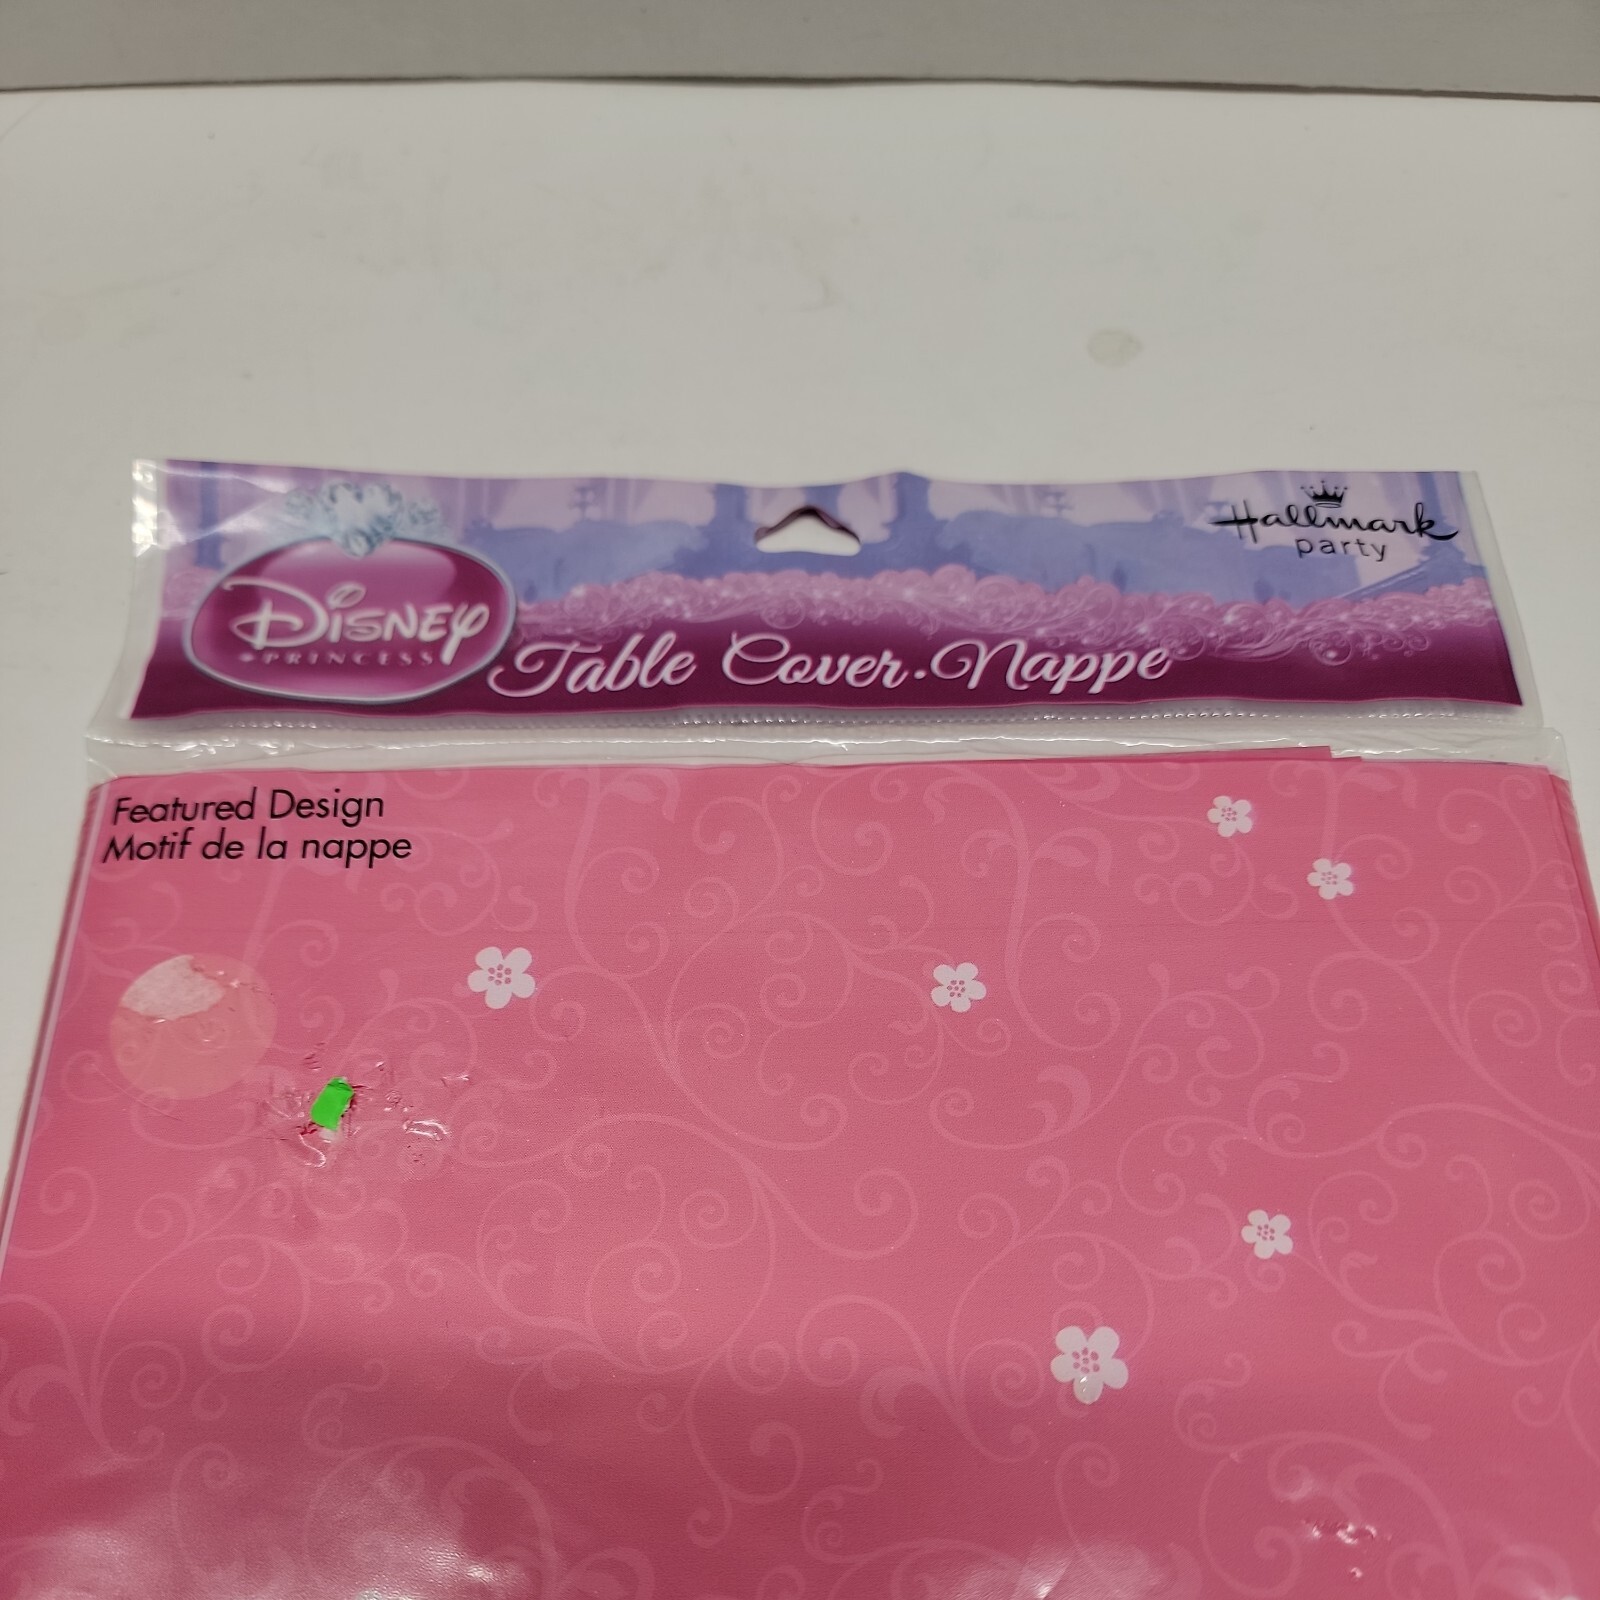 Hallmark
party
Disney
PRINCESS
Table Cover • Nappe
Featured Design
Motif de la nappe